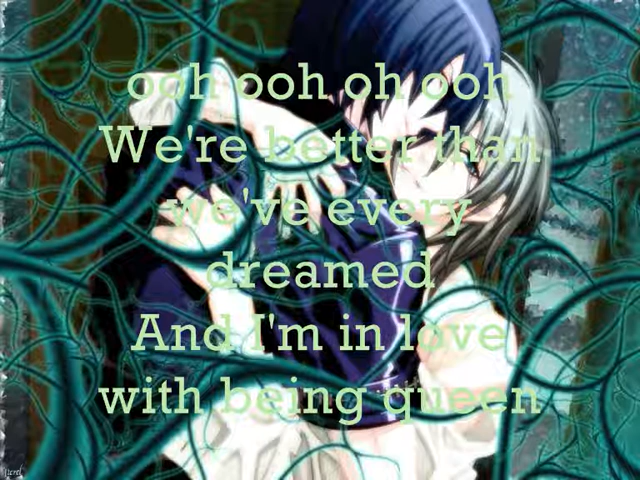 ooh ooh oh ooh
We're better than
we've every
dreamed
And I'm in love
with being queen